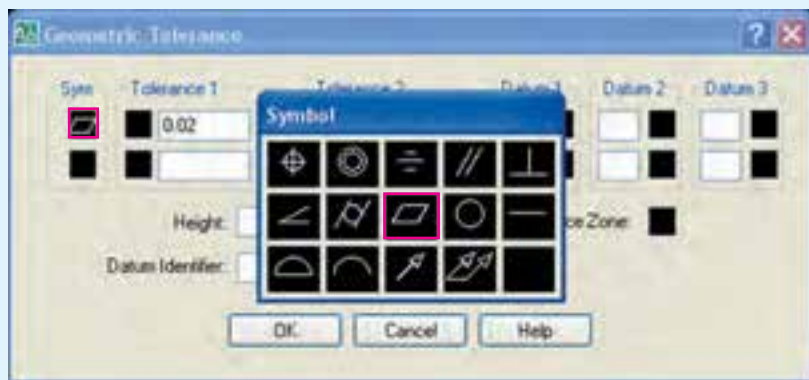 Geometric Tolerance
Sym Tolerance 1 Tolerance 2 Datum 1 Datum 2 Datum 3
Symbol
0.02
Height:
Zone:
Datum Identifier:
OK Cancel Help